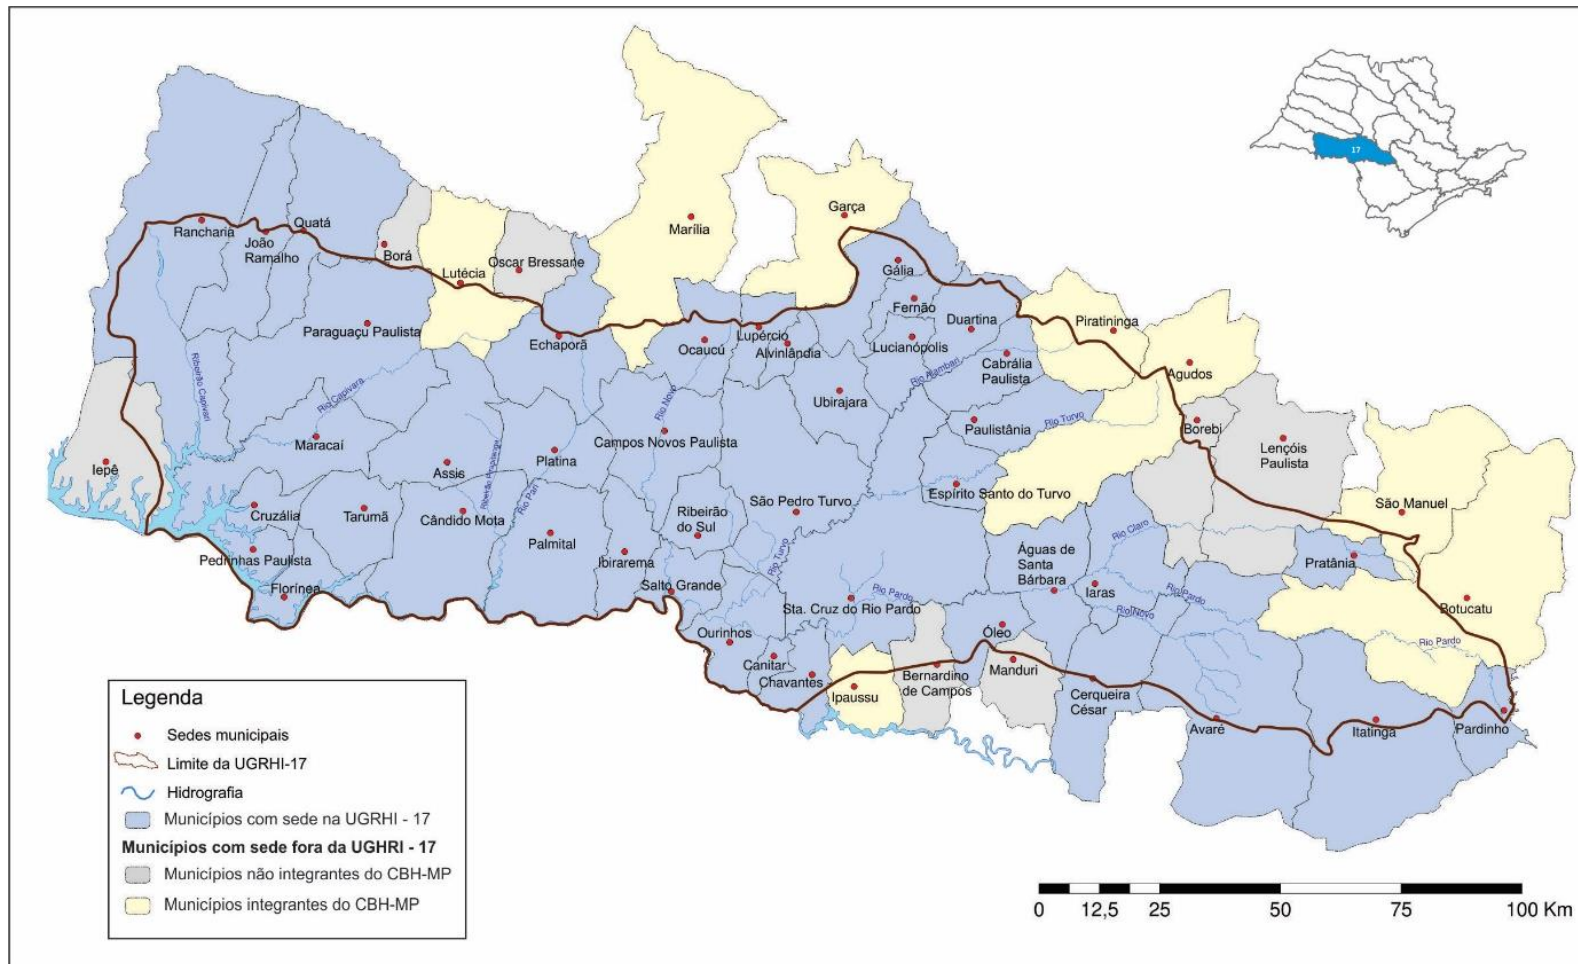 17
Garça
Marília
Rancharia
Quatá
João
Ramalho
Borá
Oscar Bressane
Lutécia
Gália
Fernão
Duartina
Piratininga
Paraguaçu Paulista
Echaporã
Ocauçú
Lupércio
Alvinlândia
Lucianópolis
Cabrália
Paulista
Agudos
Ribeirão Capivari
Rio Capivara
Rio Novo
Rio Alambari
Ubirajara
Rio Turvo
Paulistânia
Borebi
Lençóis
Paulista
Maracaí
Campos Novos Paulista
Iepê
Assis
Platina
Rio Pari
Espírito Santo do Turvo
São Manuel
Cruzália
Tarumã
Cândido Mota
Ribeirão
do Sul
São Pedro Turvo
Rio Claro
Palmital
Ibirarema
Rio Turvo
Águas de
Santa
Bárbara
Pratânia
Pedrinhas Paulista
Florínea
Salto Grande
Rio Pardo
Sta. Cruz do Rio Pardo
Iaras
Rio Novo
Rio Pardo
Botucatu
Ourinhos
Óleo
Rio Pardo
Canitar
Chavantes
Ipaussu
Bernardino
de Campos
Manduri
Cerqueira
César
Avaré
Itatinga
Pardinho
Legenda
Sedes municipais
Limite da UGRHI-17
Hidrografia
Municípios com sede na UGRHI - 17
Municípios com sede fora da UGHRI - 17
Municípios não integrantes do CBH-MP
Municípios integrantes do CBH-MP
0 12,5 25 50 75 100 Km